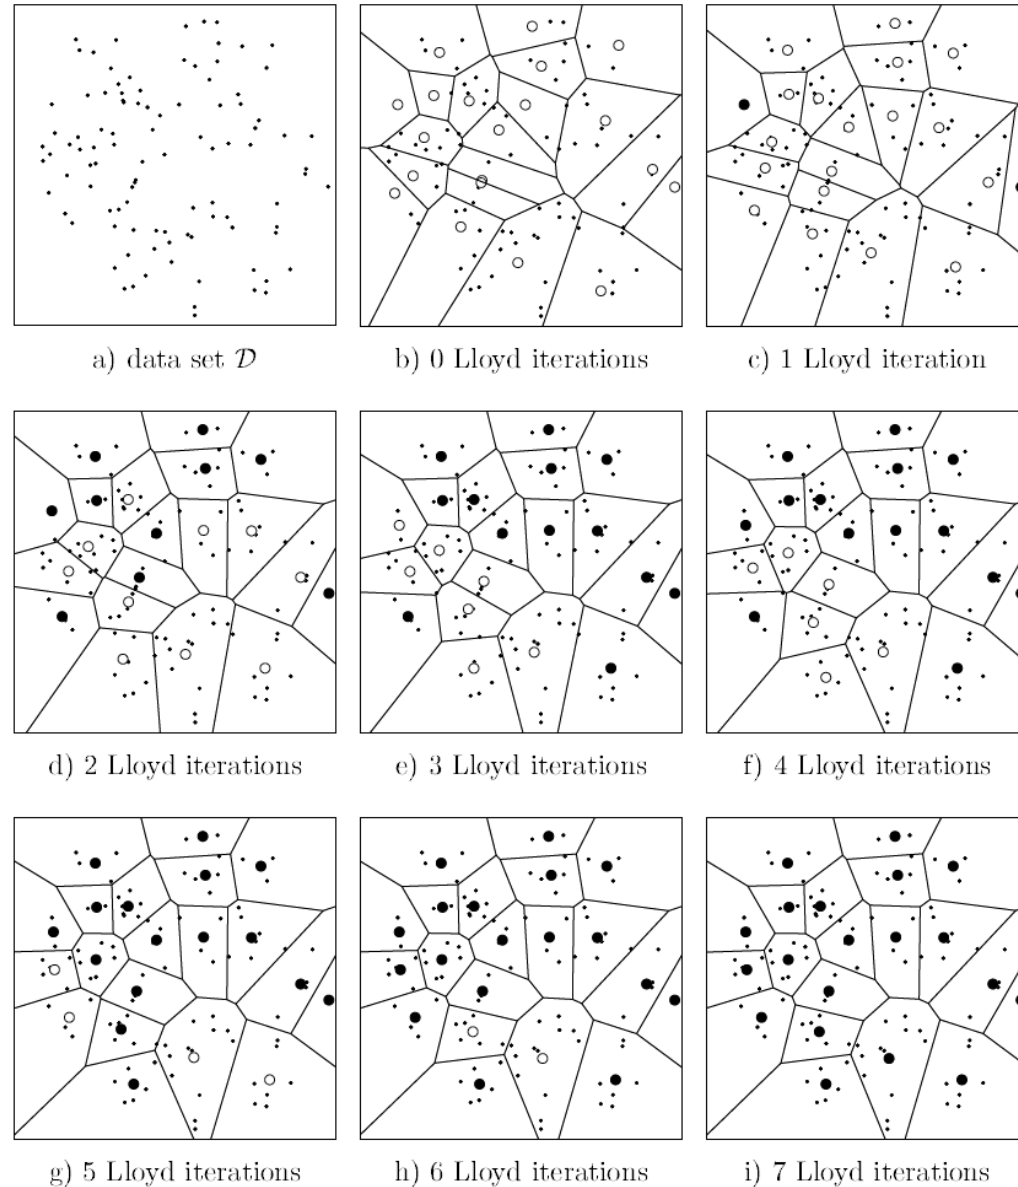 a) data set 𝒟
b) 0 Lloyd iterations
c) 1 Lloyd iteration
d) 2 Lloyd iterations
e) 3 Lloyd iterations
f) 4 Lloyd iterations
g) 5 Lloyd iterations
h) 6 Lloyd iterations
i) 7 Lloyd iterations